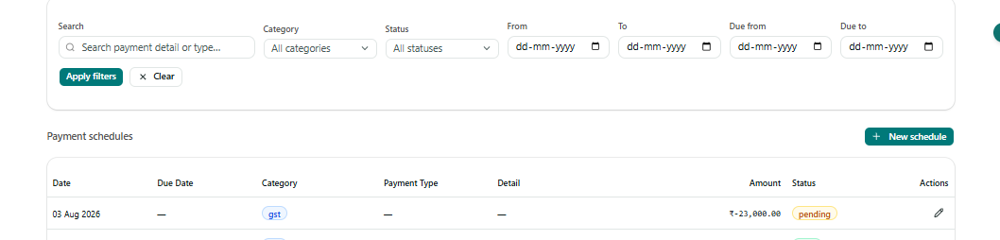 Search Category Status From To Due from Due to
Search payment detail or type... All categories All statuses dd-mm-yyyy dd-mm-yyyy dd-mm-yyyy dd-mm-yyyy
Apply filters Clear
Payment schedules New schedule
Date Due Date Category Payment Type Detail Amount Status Actions
03 Aug 2026 — gst — — ₹-23,000.00 pending